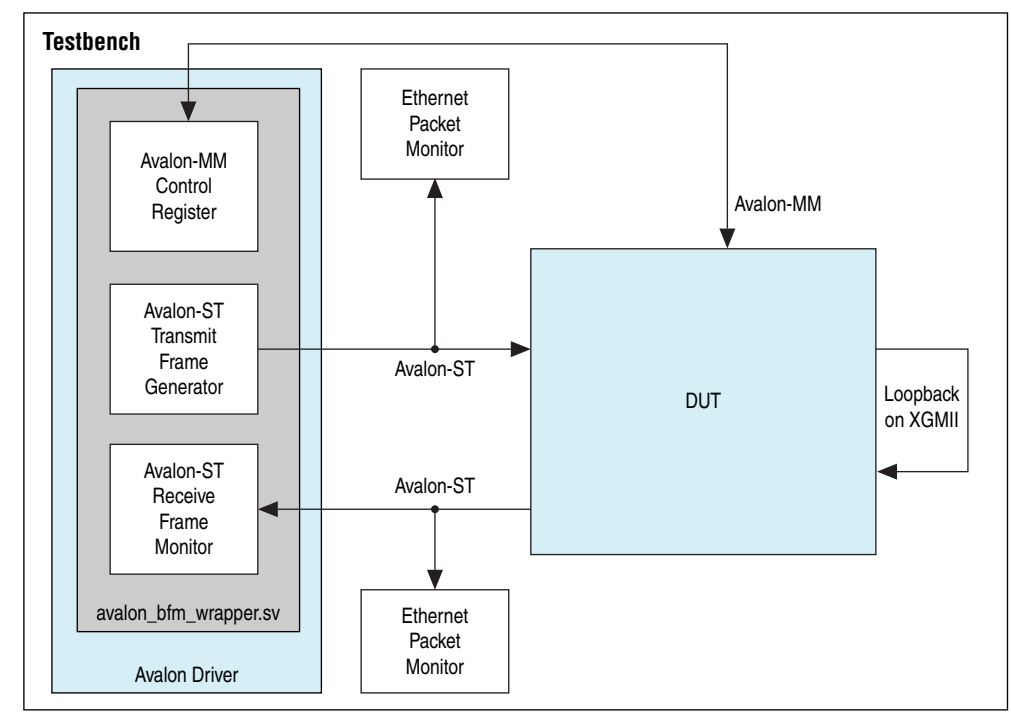 Testbench
Avalon-MM
Control
Register
Avalon-ST
Transmit
Frame
Generator
Avalon-ST
Receive
Frame
Monitor
avalon_bfm_wrapper.sv
Avalon Driver
Ethernet
Packet
Monitor
Avalon-MM
Avalon-ST
DUT
Loopback
on XGMII
Avalon-ST
Ethernet
Packet
Monitor